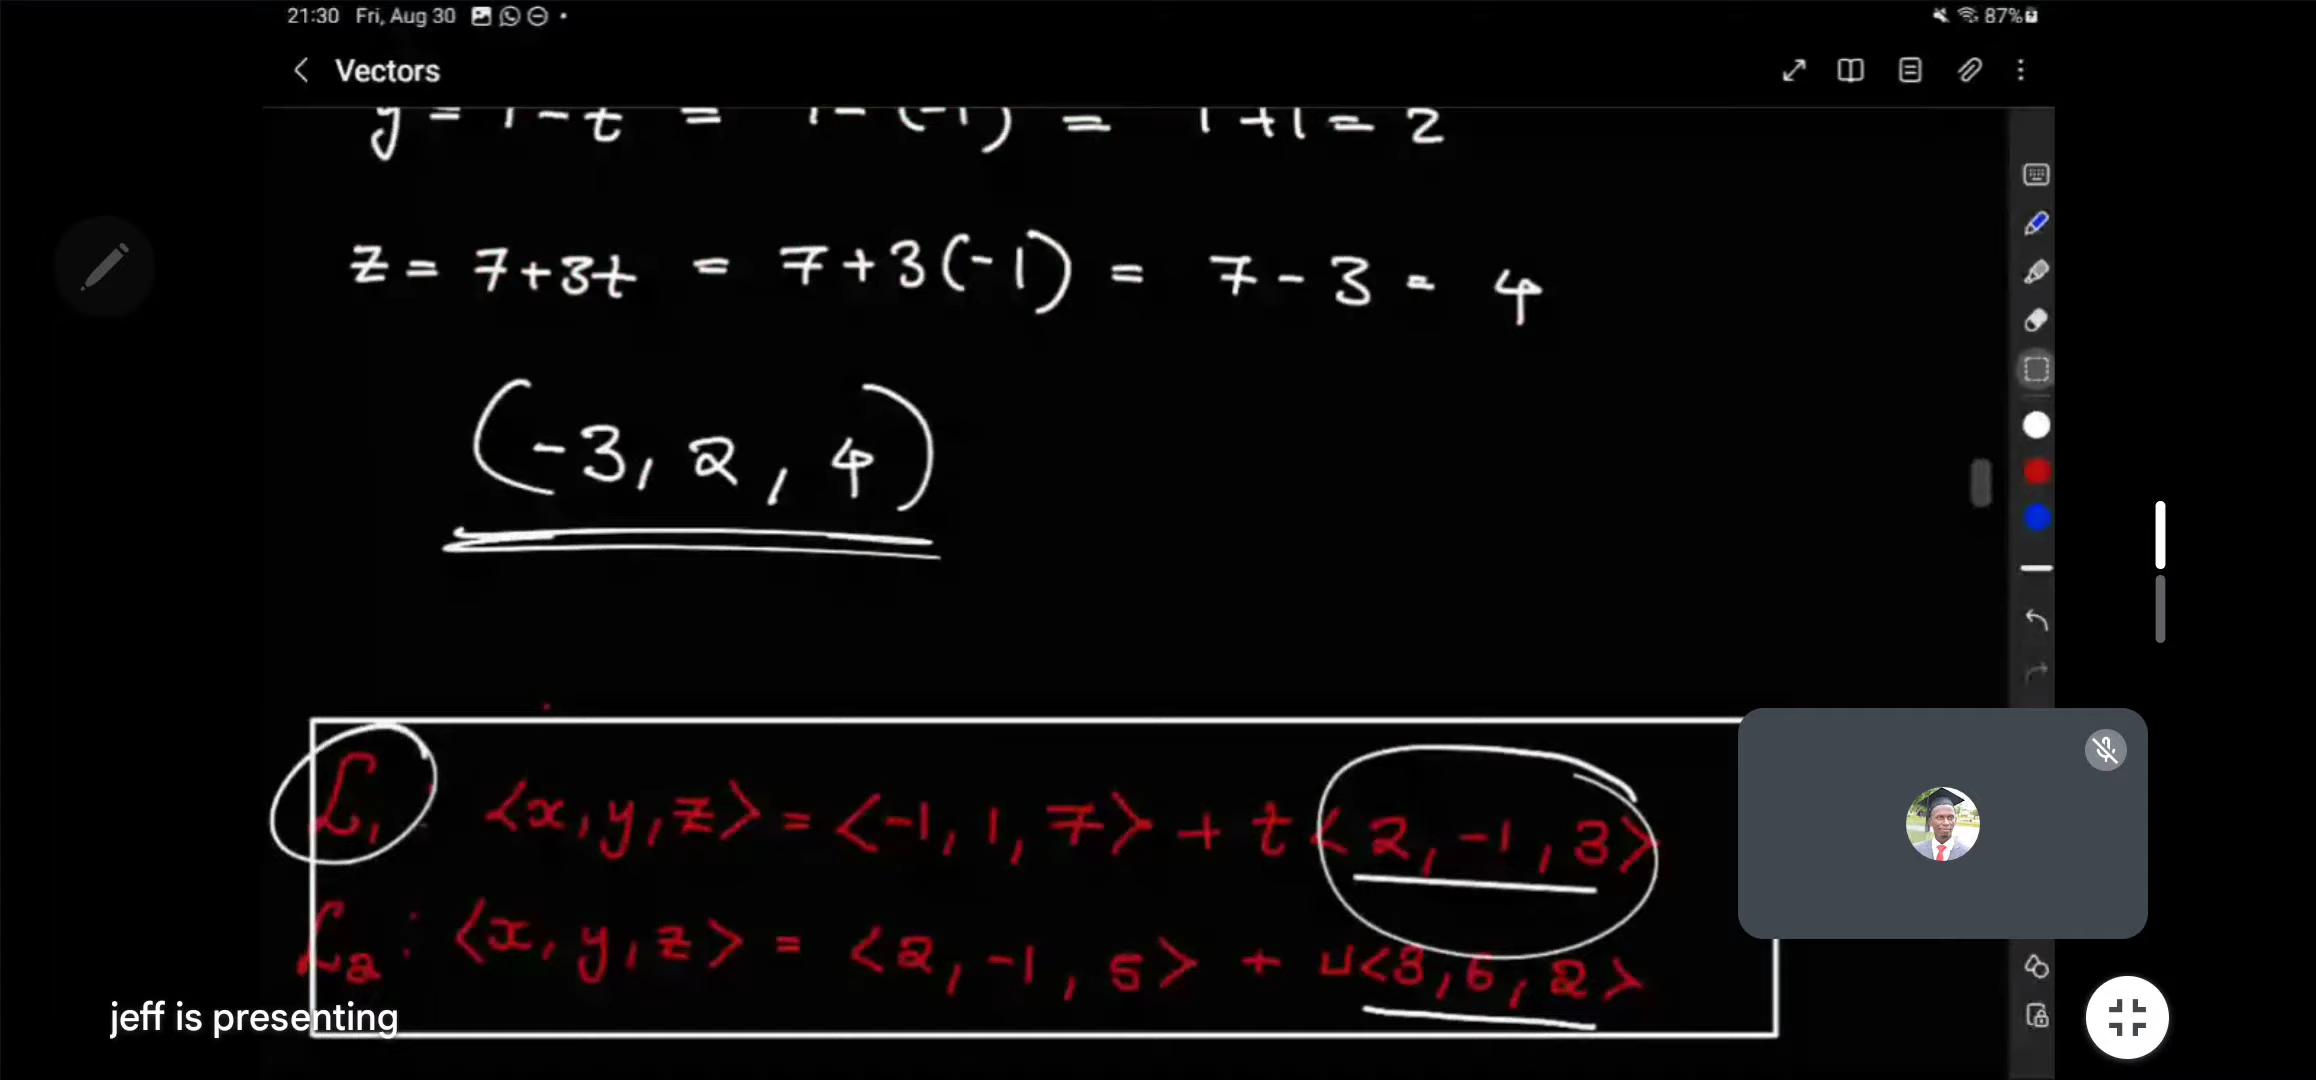 21:30 Fri, Aug 30 87%
Vectors
y = 1 - t = 1 - (-1) = 1 + 1 = 2
z = 7 + 3t = 7 + 3(-1) = 7 - 3 = 4
(-3, 2, 4)
L₁: <x, y, z> = <-1, 1, 7> + t<2, -1, 3>
L₂: <x, y, z> = <2, -1, 5> + u<3, 6, 2>
jeff is presenting